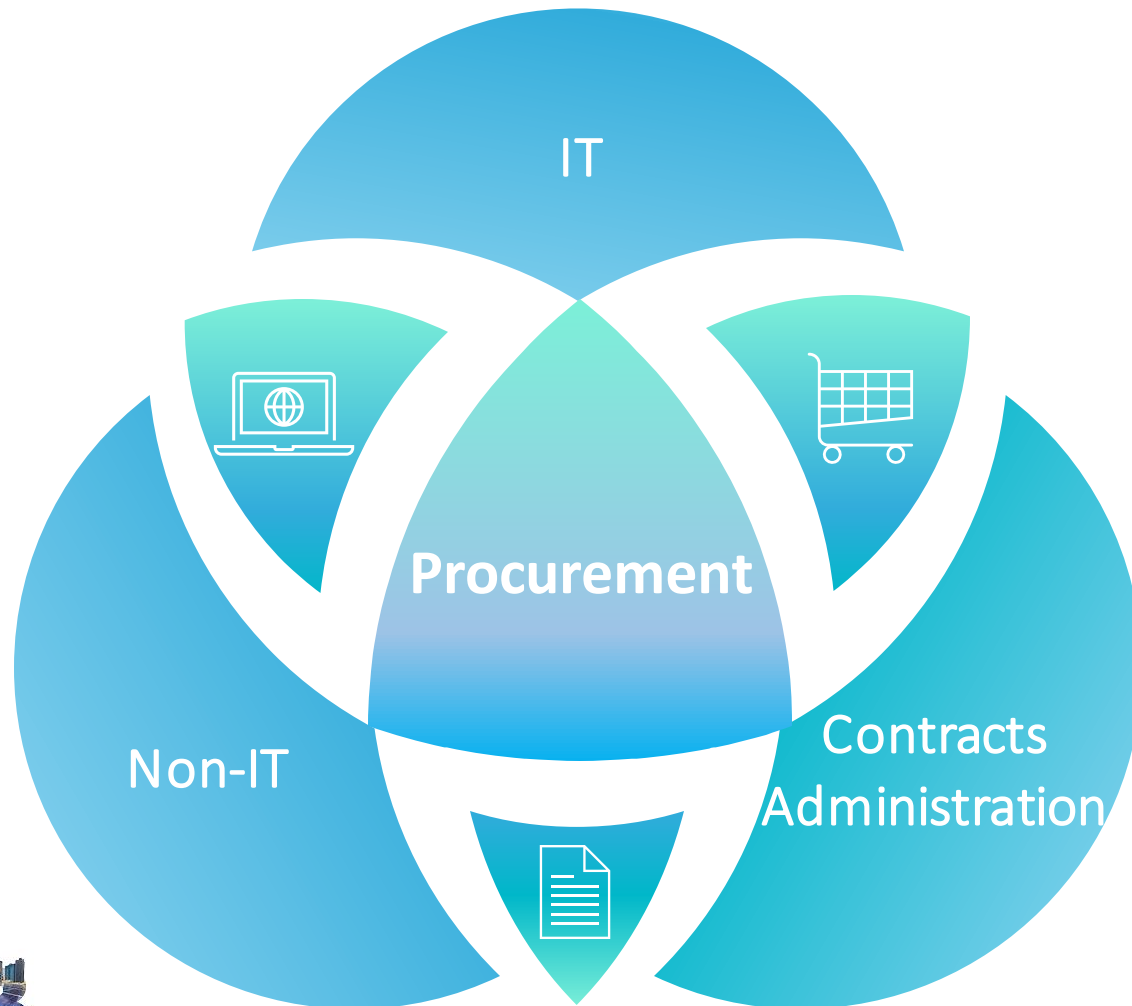 IT
Procurement
Non-IT
Contracts
Administration